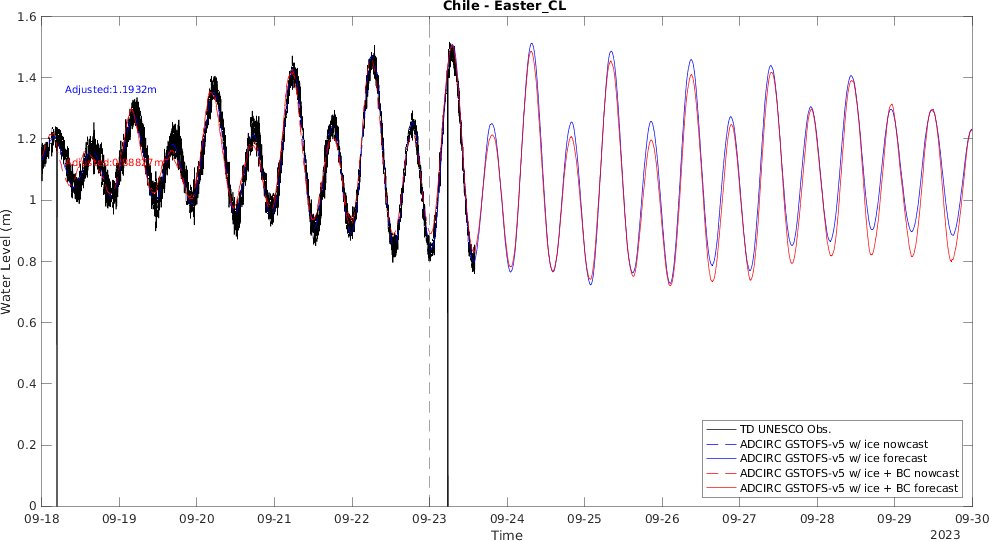 Chile - Easter_CL
1.6
1.4
1.2
1
0.8
0.6
0.4
0.2
0
Water Level (m)
Adjusted:1.1932m
09-18
09-19
09-20
09-21
09-22
09-23
09-24
09-25
09-26
09-27
09-28
09-29
09-30
Time
2023
TD UNESCO Obs.
ADCIRC GSTOFS-v5 w/ ice nowcast
ADCIRC GSTOFS-v5 w/ ice forecast
ADCIRC GSTOFS-v5 w/ ice + BC nowcast
ADCIRC GSTOFS-v5 w/ ice + BC forecast